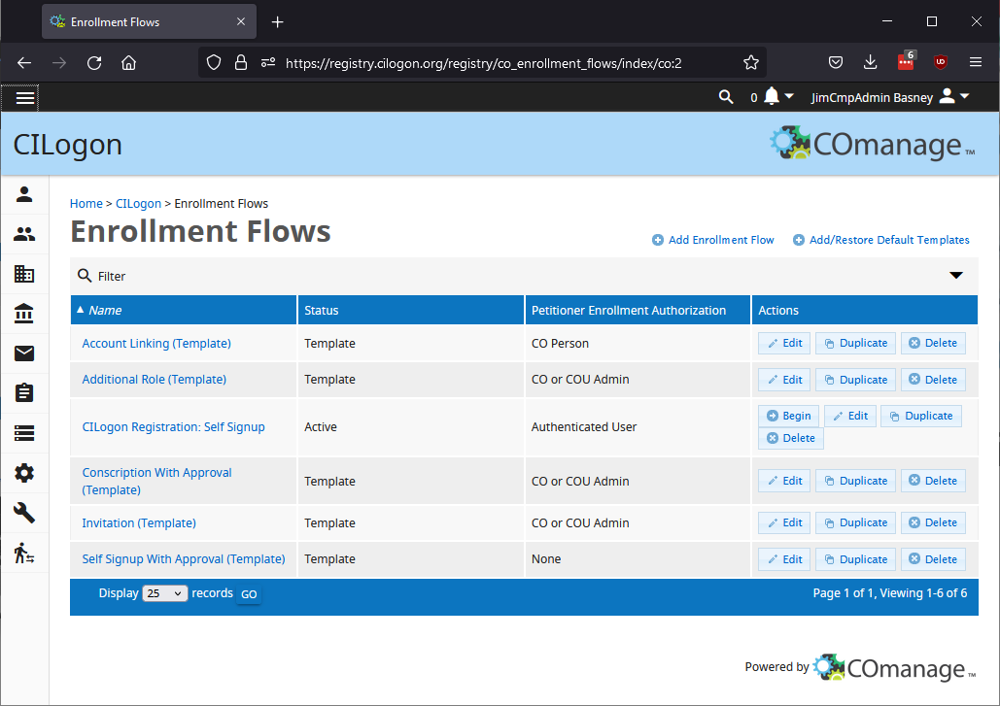 Enrollment Flows
https://registry.cilogon.org/registry/co_enrollment_flows/index/co:2
6
UD
0
JimCmpAdmin Basney
CILogon
COmanage™
Home > CILogon > Enrollment Flows
Enrollment Flows
Add Enrollment Flow
Add/Restore Default Templates
Filter
Name Status Petitioner Enrollment Authorization Actions
Account Linking (Template) Template CO Person Edit Duplicate Delete
Additional Role (Template) Template CO or COU Admin Edit Duplicate Delete
CILogon Registration: Self Signup Active Authenticated User Begin Edit Duplicate
Delete
Conscription With Approval
(Template) Template CO or COU Admin Edit Duplicate Delete
Invitation (Template) Template CO or COU Admin Edit Duplicate Delete
Self Signup With Approval (Template) Template None Edit Duplicate Delete
Display 25 records GO
Page 1 of 1, Viewing 1-6 of 6
Powered by COmanage™